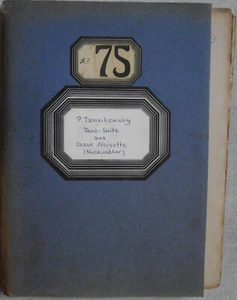 75
P. Tschaikowsky
Tanz-Suite
aus
Casse Noisette
(Nussknacker)